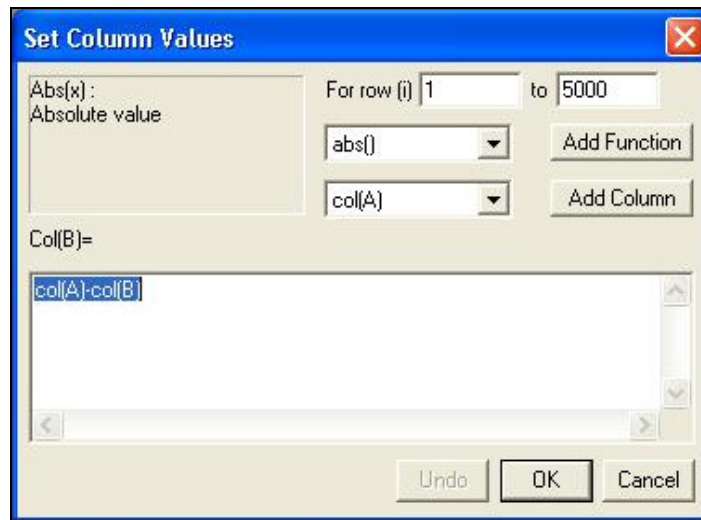 Set Column Values
Abs(x) :
Absolute value
For row (i) 1 to 5000
abs() Add Function
col(A) Add Column
Col(B)=
col(A)-col(B)
Undo OK Cancel